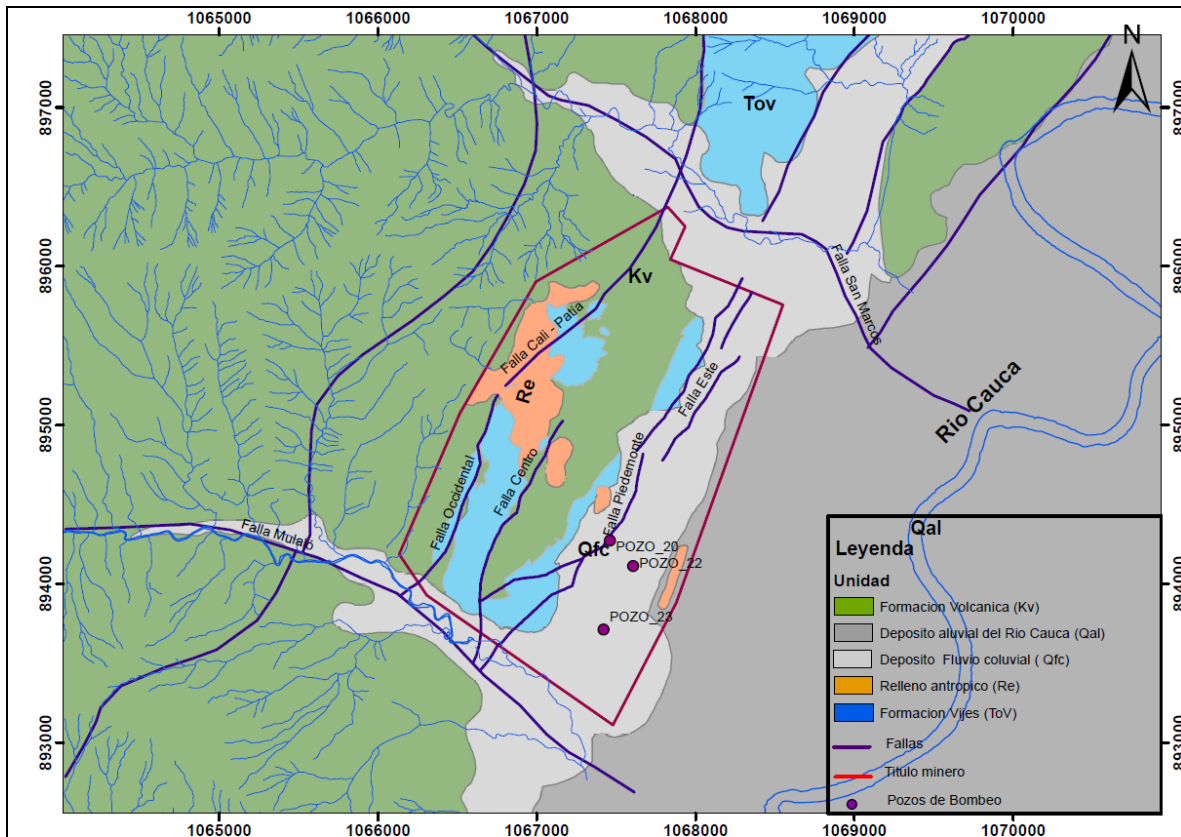 1065000 1066000 1067000 1068000 1069000 1070000
N
897000
897000
Tov
896000
896000
Kv
Falla San Marcos
Falla Cali - Patia
Re
Falla Este
Rio Cauca
895000
895000
Falla Occidental
Falla Centro
Falla Piedemonte
Falla Mulaló
Qfc
POZO_20
POZO_22
POZO_23
894000
894000
893000
893000
Qal
Leyenda
Unidad
Formacion Volcanica (Kv)
Deposito aluvial del Rio Cauca (Qal)
Deposito Fluvio coluvial ( Qfc)
Relleno antropico (Re)
Formacion Vijes (ToV)
Fallas
Titulo minero
Pozos de Bombeo
1065000 1066000 1067000 1068000 1069000 1070000